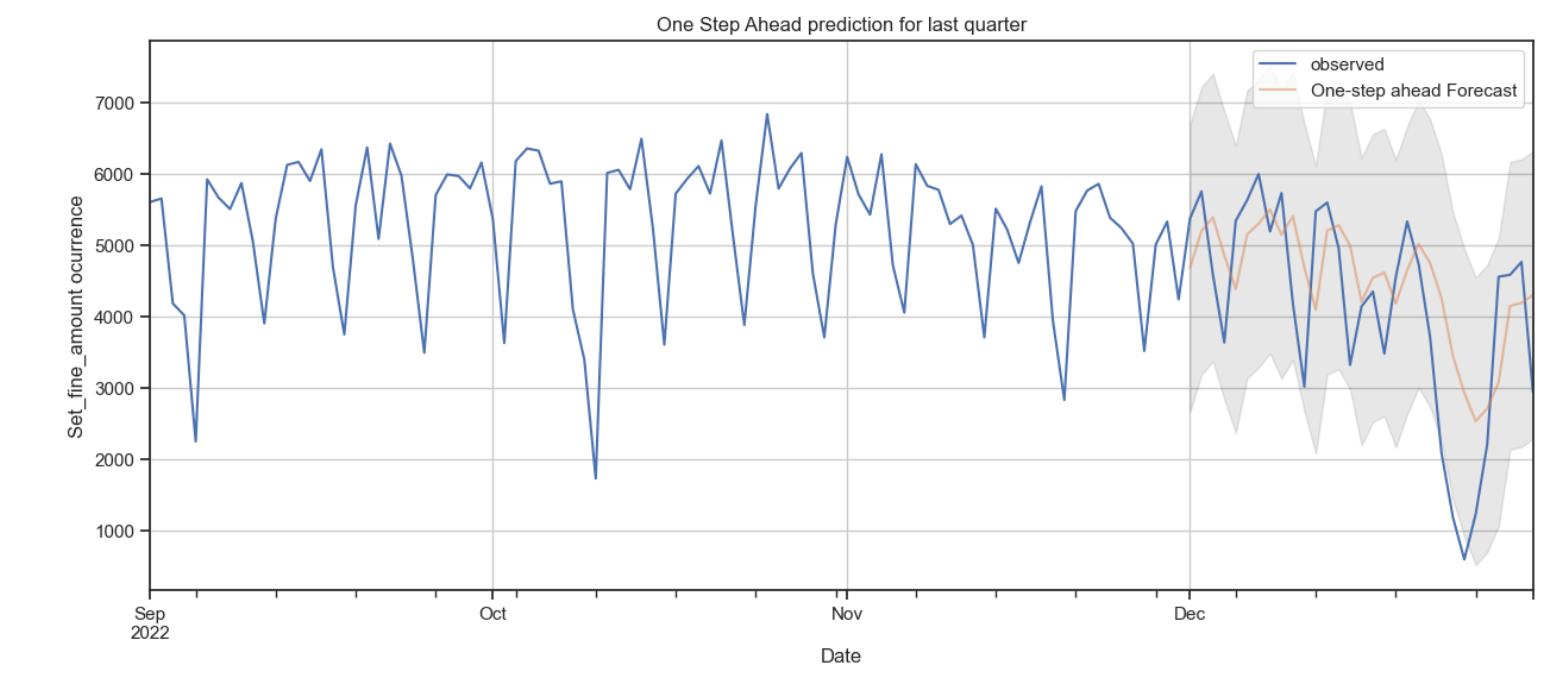 One Step Ahead prediction for last quarter
observed
One-step ahead Forecast
Set_fine_amount ocurrence
7000
6000
5000
4000
3000
2000
1000
Sep
2022
Oct
Nov
Dec
Date